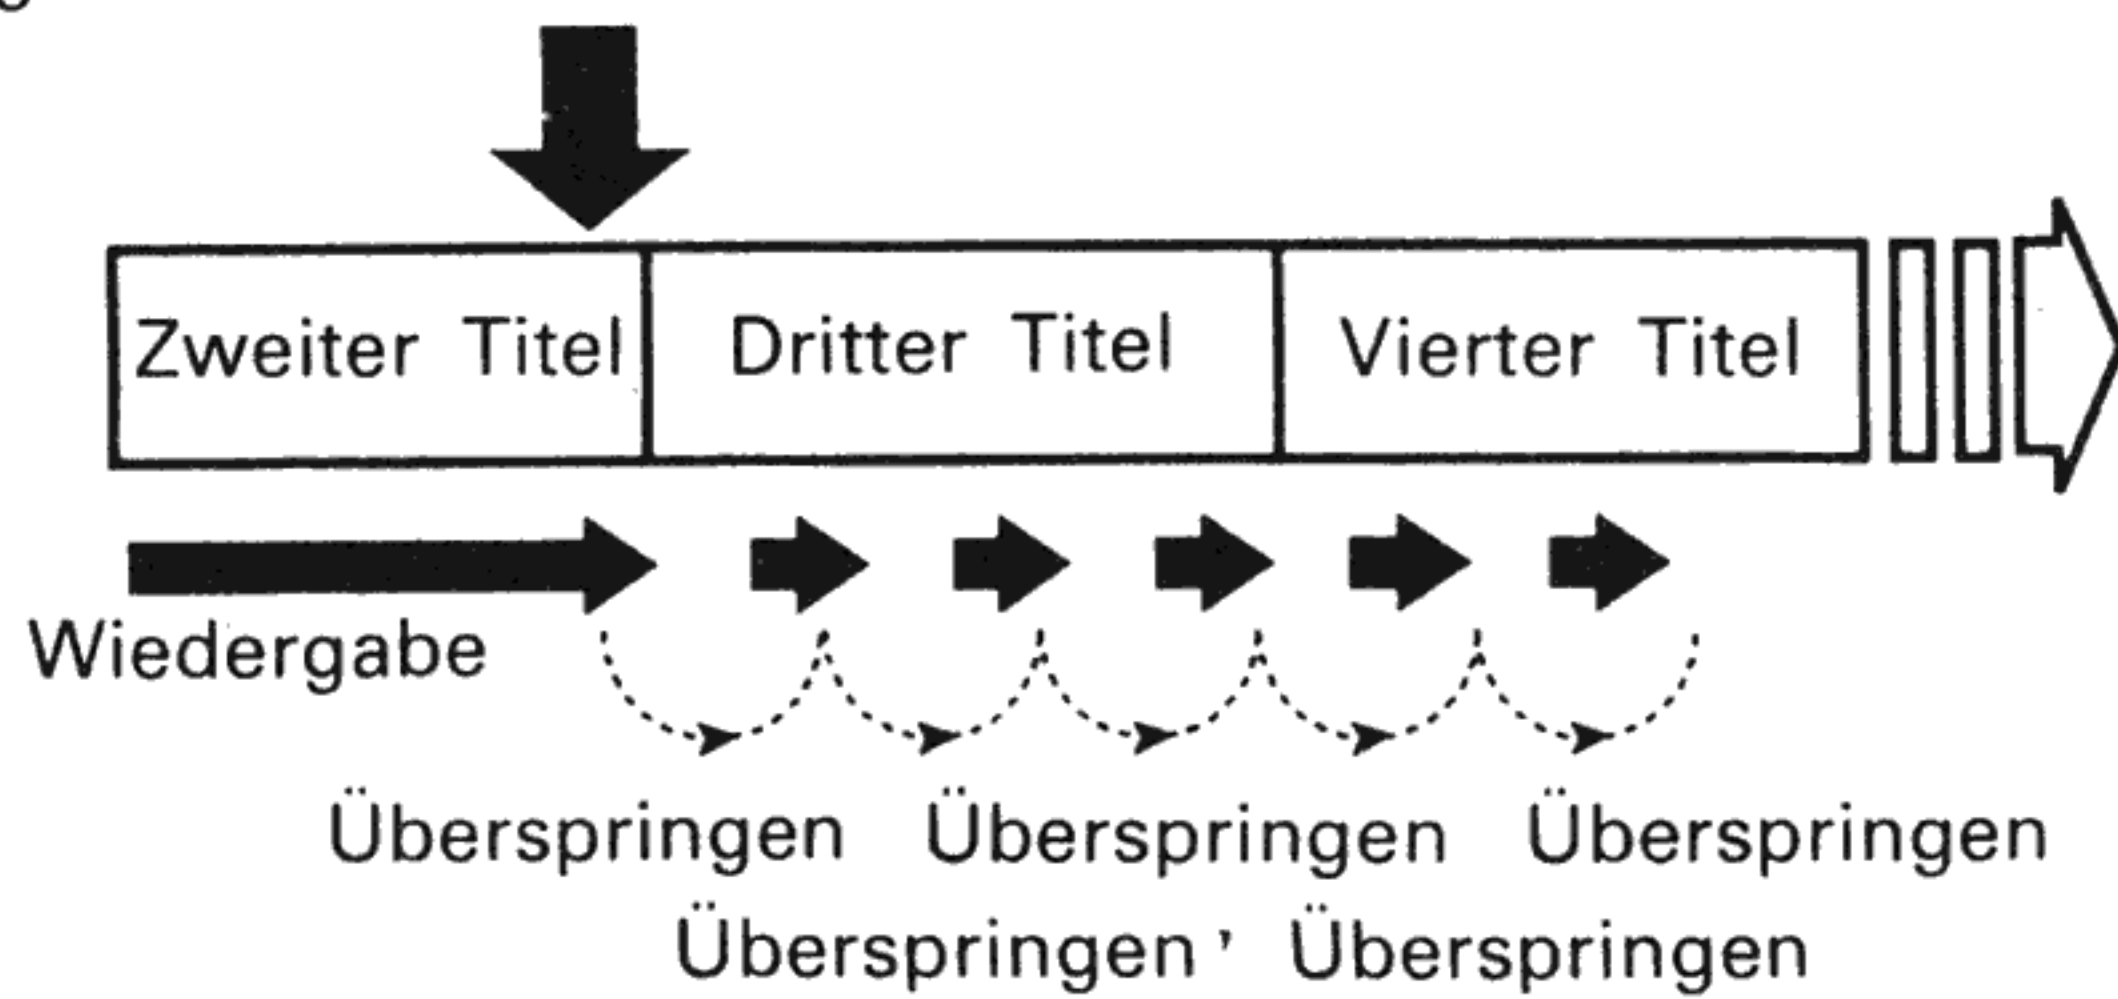 Zweiter Titel Dritter Titel Vierter Titel
Wiedergabe
Überspringen Überspringen Überspringen
Überspringen Überspringen